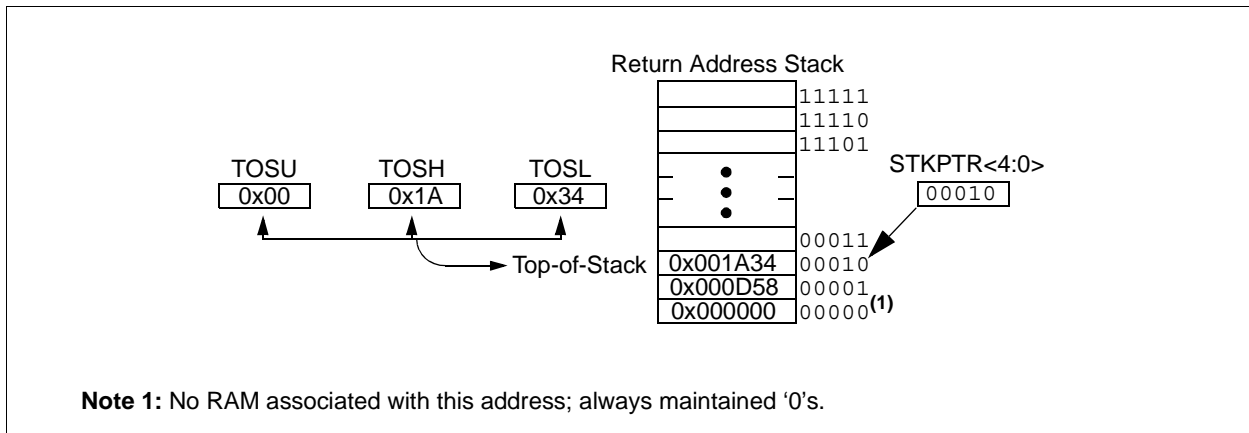 Return Address Stack
11111
11110
11101
TOSU TOSH TOSL STKPTR<4:0>
0x00 0x1A 0x34 00010
00011
Top-of-Stack 0x001A34 00010
0x000D58 00001
0x000000 00000(1)
Note 1: No RAM associated with this address; always maintained ‘0’s.